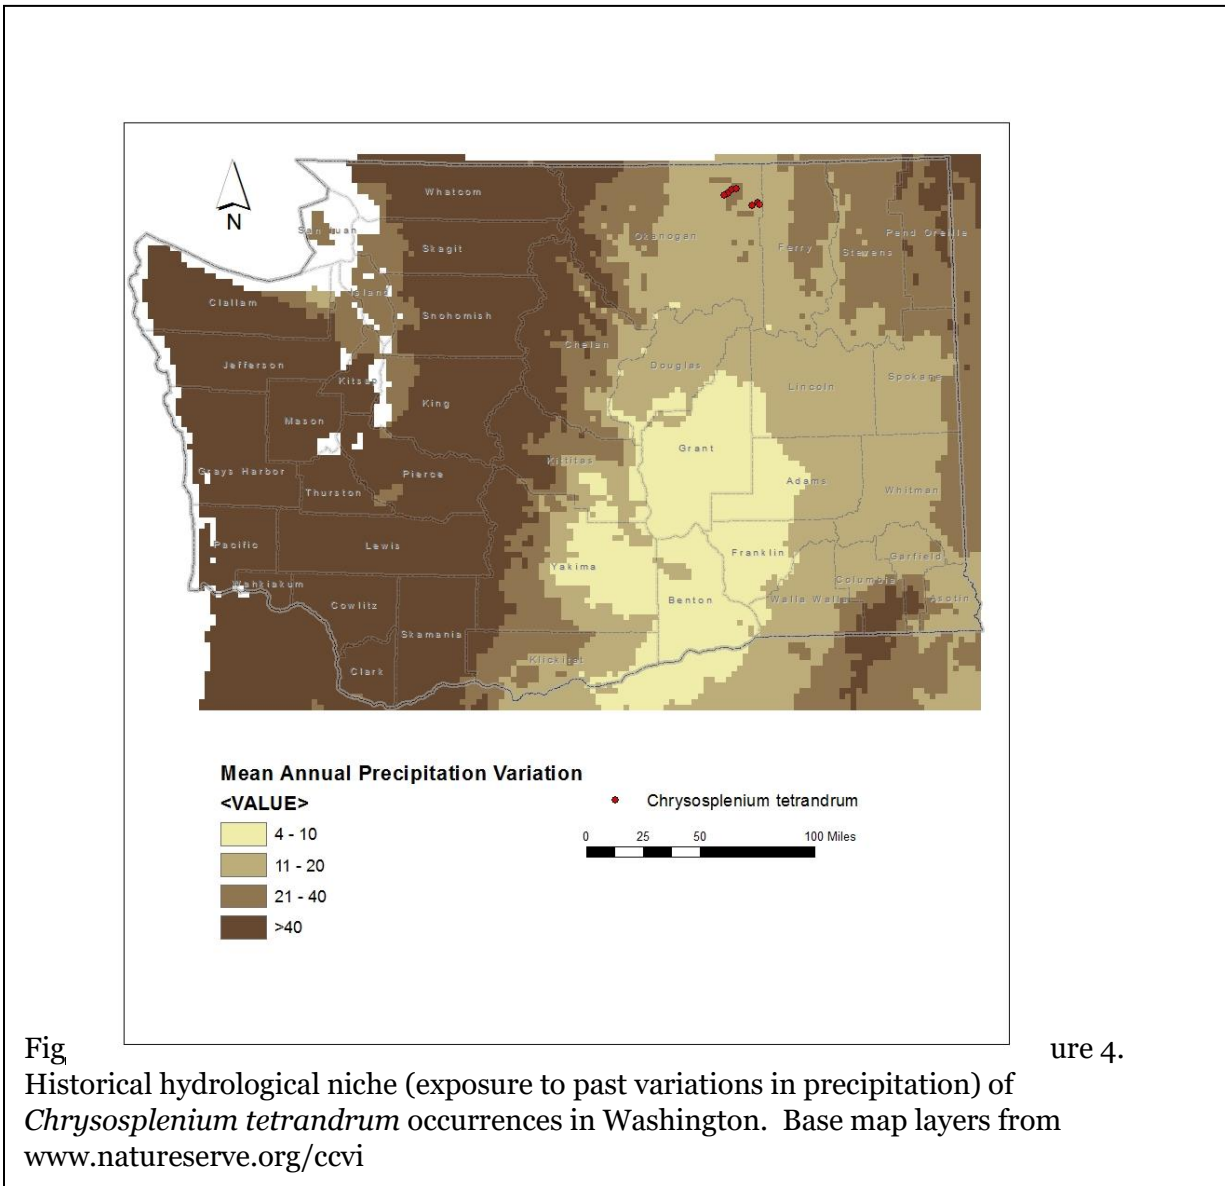 N
Whatcom
San Juan
Skagit
Okanogan
Ferry
Stevens
Pend Oreille
Island
Clallam
Snohomish
Chelan
Jefferson
Kitsap
Douglas
Lincoln
Spokane
King
Mason
Grant
Kittitas
Grays Harbor
Pierce
Adams
Thurston
Whitman
Pacific
Lewis
Franklin
Garfield
Yakima
Columbia
Wahkiakum
Benton
Walla Walla
Asotin
Cowlitz
Skamania
Klickitat
Clark
Mean Annual Precipitation Variation
<VALUE>
4 - 10
11 - 20
21 - 40
>40
Chrysosplenium tetrandrum
0 25 50 100 Miles
Figure 4.
Historical hydrological niche (exposure to past variations in precipitation) of
Chrysosplenium tetrandrum occurrences in Washington. Base map layers from
www.natureserve.org/ccvi